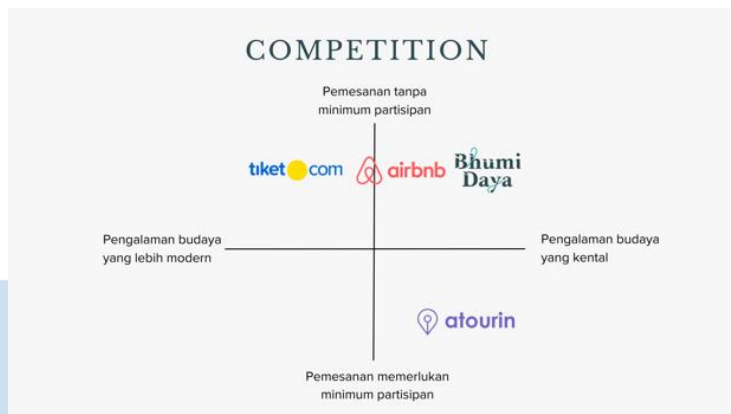 COMPETITION
Pemesanan tanpa
minimum partisipan
tiket com
airbnb
Bhumi
Daya
Pengalaman budaya
yang lebih modern
Pengalaman budaya
yang kental
atourin
Pemesanan memerlukan
minimum partisipan